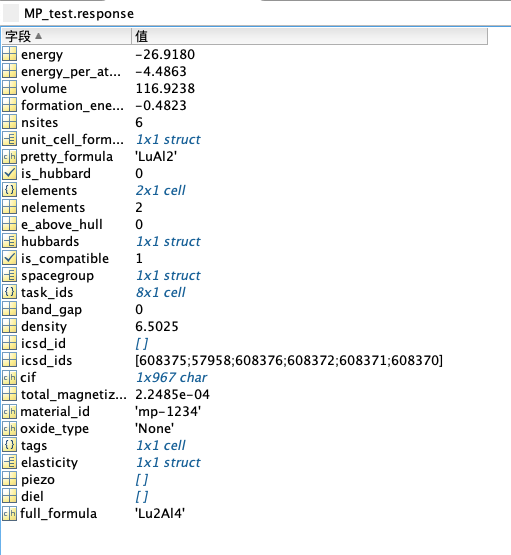 MP_test.response
字段 值
energy -26.9180
energy_per_at... -4.4863
volume 116.9238
formation_ene... -0.4823
nsites 6
unit_cell_form... 1x1 struct
pretty_formula 'LuAl2'
is_hubbard 0
elements 2x1 cell
nelements 2
e_above_hull 0
hubbards 1x1 struct
is_compatible 1
spacegroup 1x1 struct
task_ids 8x1 cell
band_gap 0
density 6.5025
icsd_id []
icsd_ids [608375;57958;608376;608372;608371;608370]
cif 1x967 char
total_magnetiz... 2.2485e-04
material_id 'mp-1234'
oxide_type 'None'
tags 1x1 cell
elasticity 1x1 struct
piezo []
diel []
full_formula 'Lu2Al4'